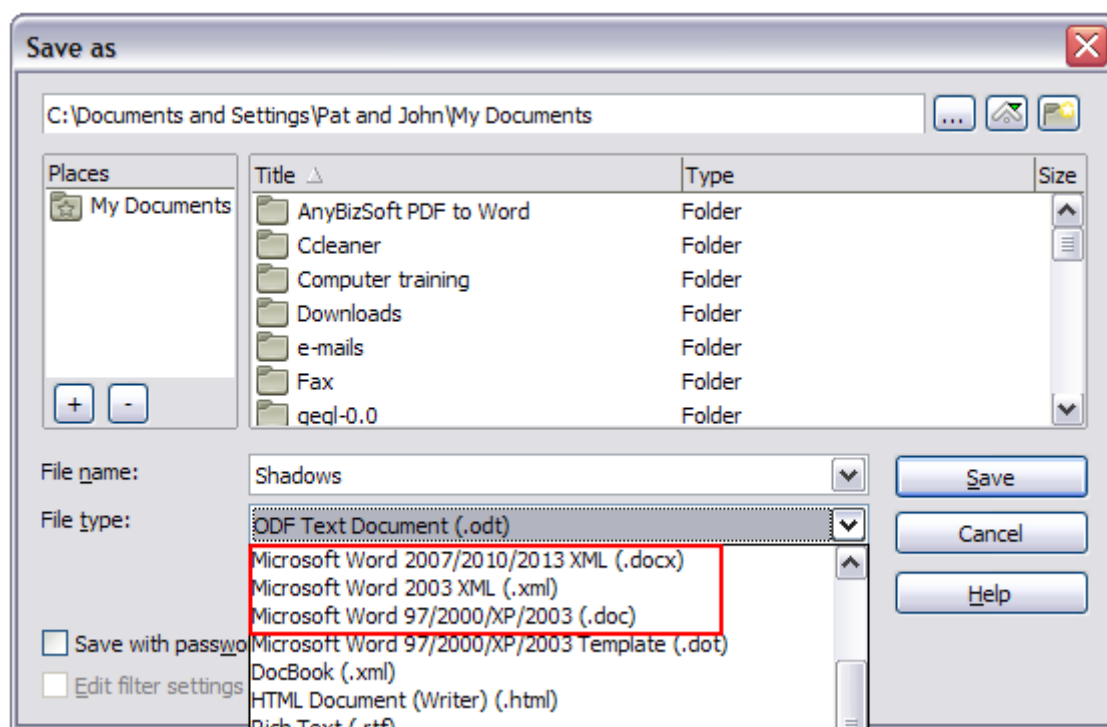 Save as
C:\Documents and Settings\Pat and John\My Documents
...
Places
My Documents
+ -
Title Type Size
AnyBizSoft PDF to Word Folder
Ccleaner Folder
Computer training Folder
Downloads Folder
e-mails Folder
Fax Folder
gegl-0.0 Folder
File name: Shadows Save
File type: ODF Text Document (.odt) Cancel
Microsoft Word 2007/2010/2013 XML (.docx)
Microsoft Word 2003 XML (.xml) Help
Microsoft Word 97/2000/XP/2003 (.doc)
Save with passwo Microsoft Word 97/2000/XP/2003 Template (.dot)
DocBook (.xml)
Edit filter settings HTML Document (Writer) (.html)
Rich Text (.rtf)